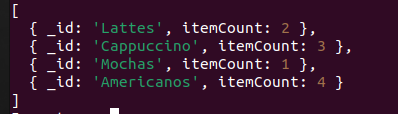 [
  { _id: 'Lattes', itemCount: 2 },
  { _id: 'Cappuccino', itemCount: 3 },
  { _id: 'Mochas', itemCount: 1 },
  { _id: 'Americanos', itemCount: 4 }
]